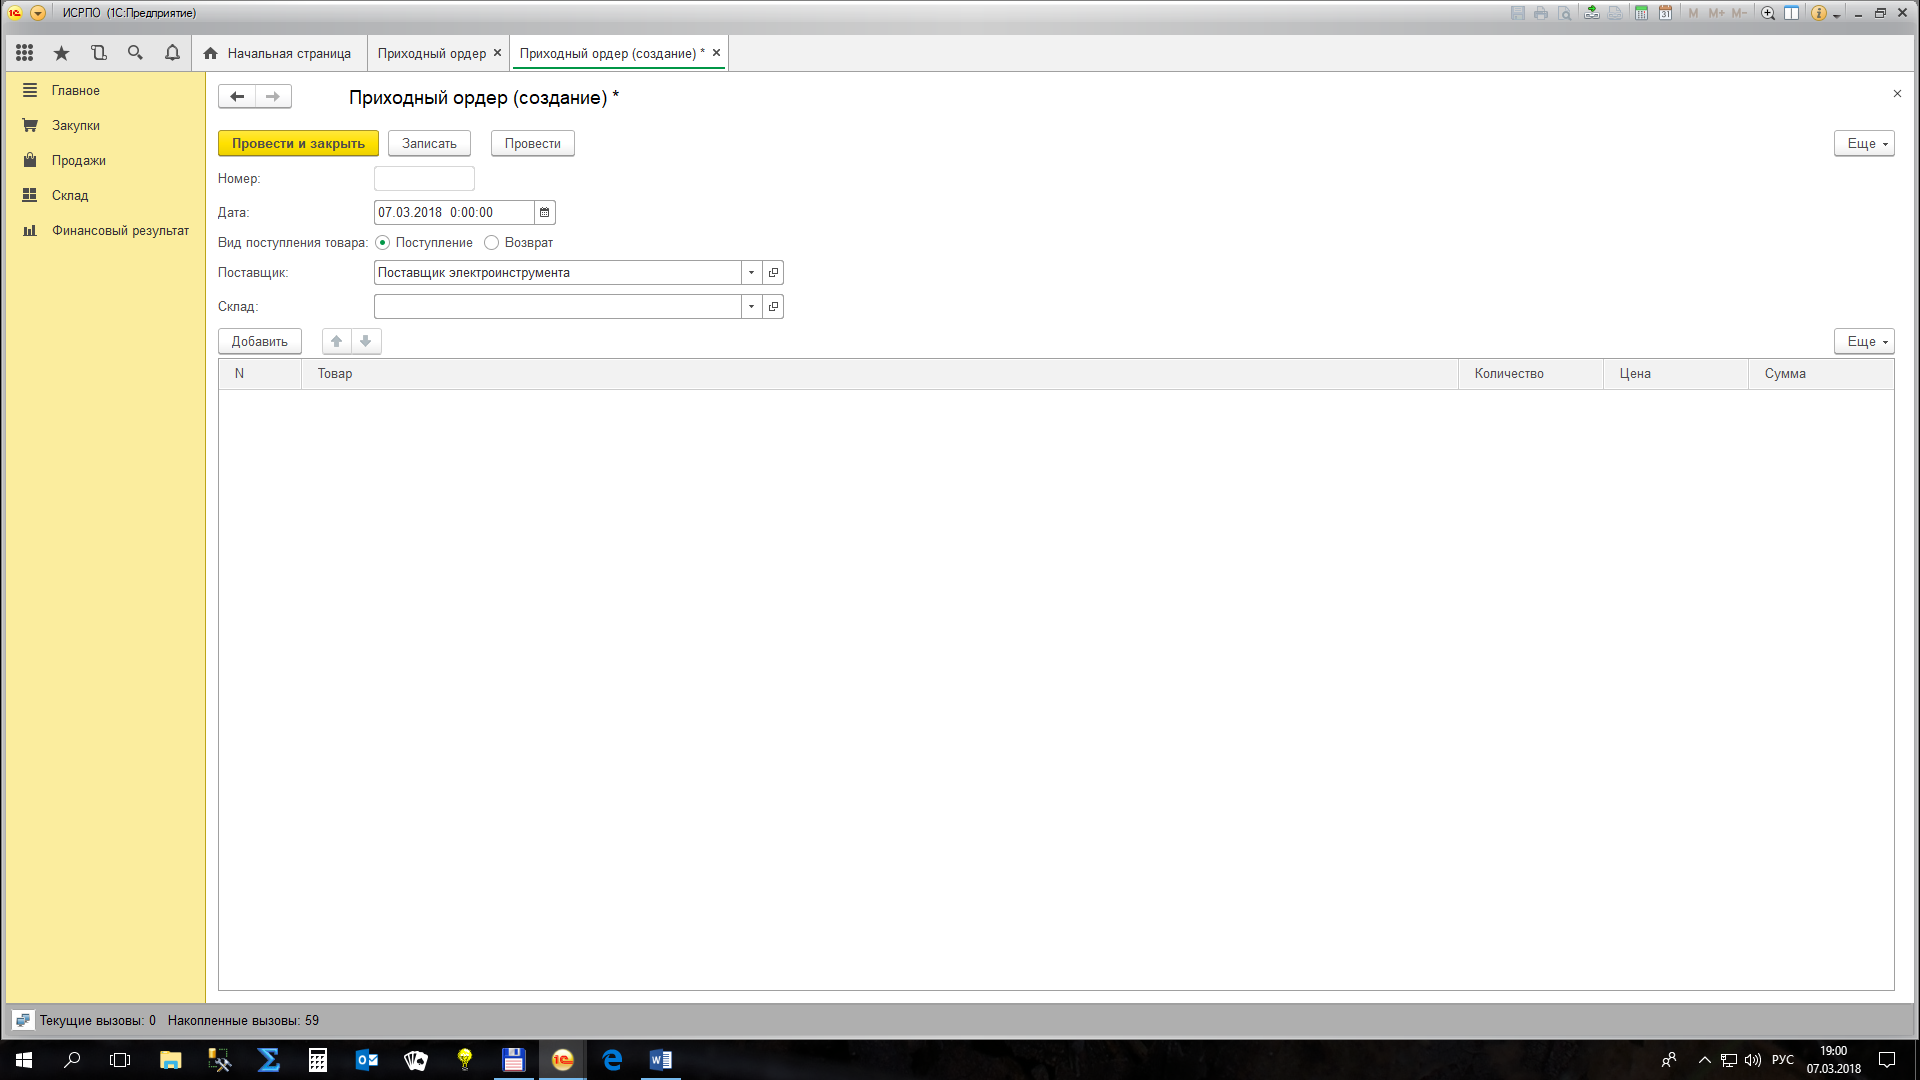 ИСРПО (1С:Предприятие)
M M+ M-
31
Начальная страница
Приходный ордер
Приходный ордер (создание) *
Главное
Закупки
Продажи
Склад
Финансовый результат
Приходный ордер (создание) *
Провести и закрыть
Записать
Провести
Еще
Номер:
Дата: 07.03.2018 0:00:00
Вид поступления товара: Поступление Возврат
Поставщик: Поставщик электроинструмента
Склад:
Добавить
Еще
N Товар Количество Цена Сумма
Текущие вызовы: 0 Накопленные вызовы: 59
РУС
19:00
07.03.2018